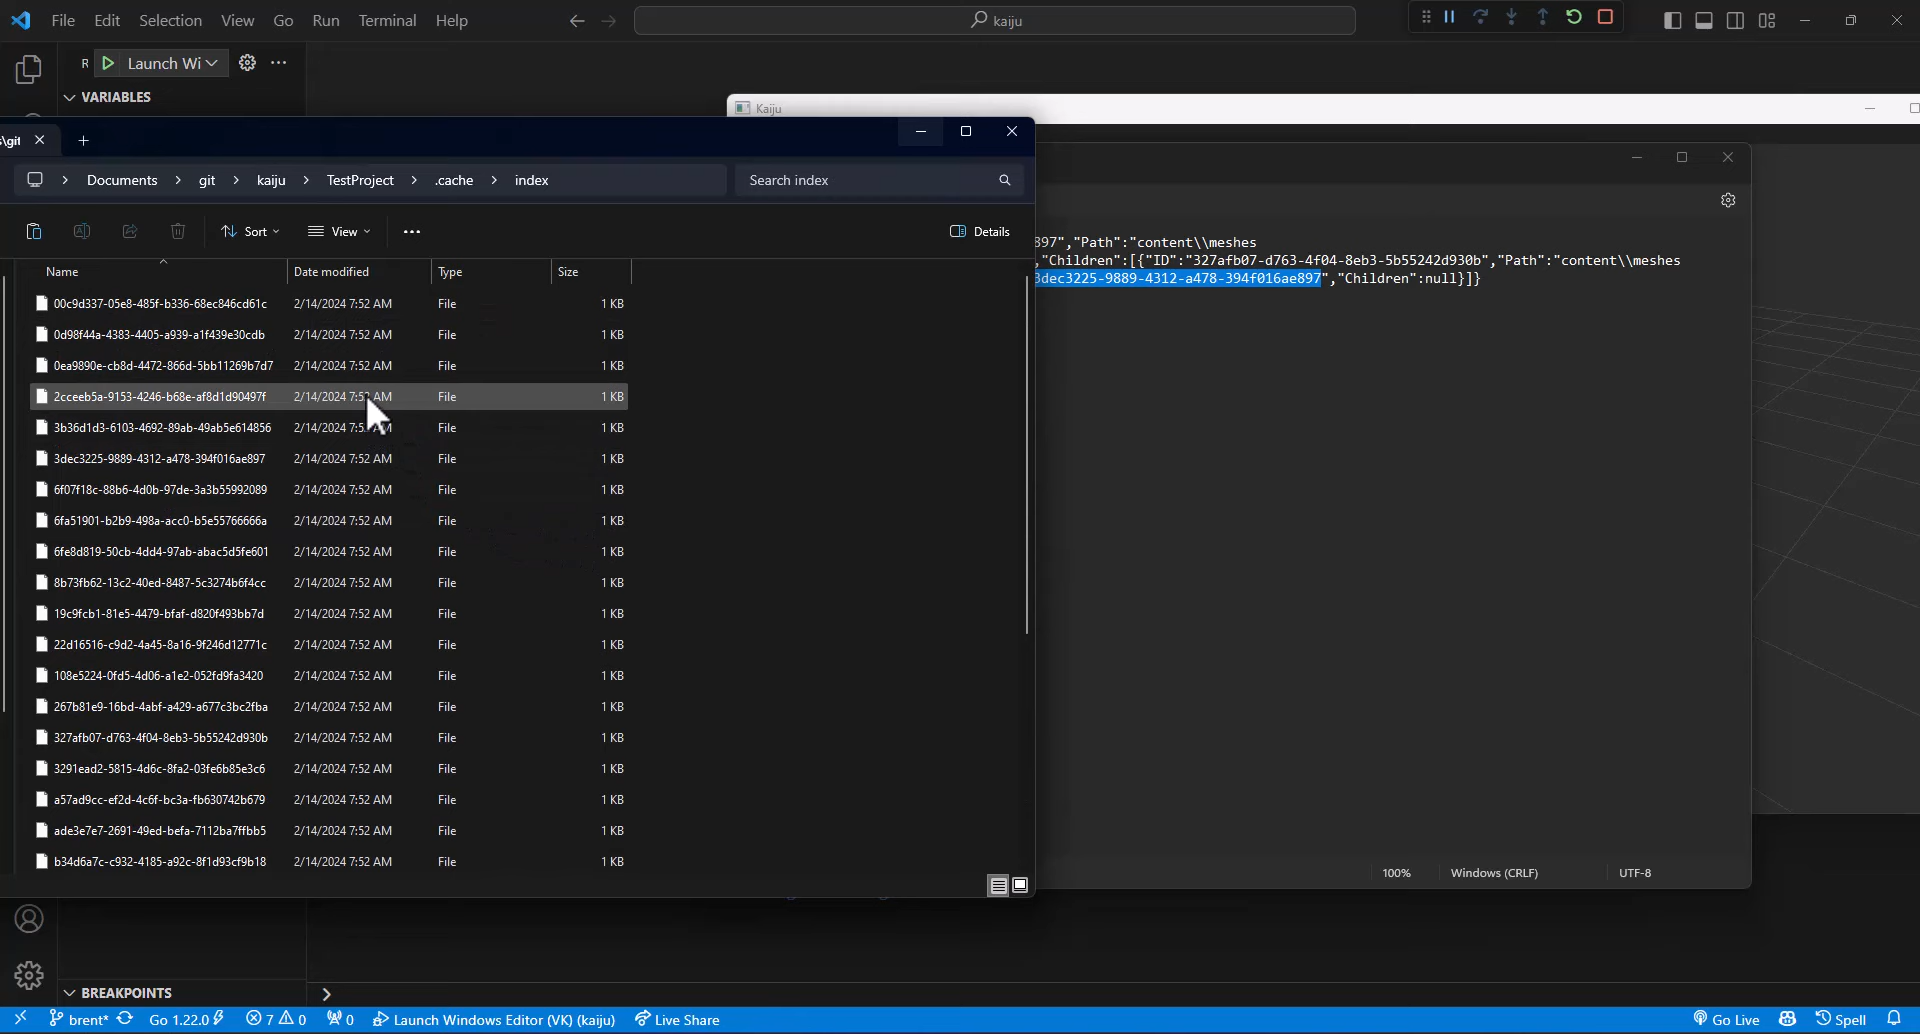 File Edit Selection View Go Run Terminal Help
kaiju
R Launch Wi
VARIABLES
Kaiju
s\git
Documents > git > kaiju > TestProject > .cache > index
Search index
Sort View Details
Name Date modified Type Size
00c9d337-05e8-485f-b336-68ec846cd61c 2/14/2024 7:52 AM File 1 KB
0d98f44a-4383-4405-a939-a1f439e30cdb 2/14/2024 7:52 AM File 1 KB
0ea9890e-cb8d-4472-866d-5bb11269b7d7 2/14/2024 7:52 AM File 1 KB
2cceeb5a-9153-4246-b68e-af8d1d90497f 2/14/2024 7:52 AM File 1 KB
3b36d1d3-6103-4692-89ab-49ab5e614856 2/14/2024 7:52 AM File 1 KB
3dec3225-9889-4312-a478-394f016ae897 2/14/2024 7:52 AM File 1 KB
6f07f18c-88b6-4d0b-97de-3a3b55992089 2/14/2024 7:52 AM File 1 KB
6fa51901-b2b9-498a-acc0-b5e55766666a 2/14/2024 7:52 AM File 1 KB
6fe8d819-50cb-4dd4-97ab-abac5d5fe601 2/14/2024 7:52 AM File 1 KB
8b73fb62-13c2-40ed-8487-5c3274b6f4cc 2/14/2024 7:52 AM File 1 KB
19c9fcb1-81e5-4479-bfaf-d820f493bb7d 2/14/2024 7:52 AM File 1 KB
22d16516-c9d2-4a45-8a16-9f246d12771c 2/14/2024 7:52 AM File 1 KB
108e5224-0fd5-4d06-a1e2-052fd9fa3420 2/14/2024 7:52 AM File 1 KB
267b81e9-16bd-4abf-a429-a677c3bc2fba 2/14/2024 7:52 AM File 1 KB
327afb07-d763-4f04-8eb3-5b55242d930b 2/14/2024 7:52 AM File 1 KB
3291ead2-5815-4d6c-8fa2-03fe6b85e3c6 2/14/2024 7:52 AM File 1 KB
a57ad9cc-ef2d-4c6f-bc3a-fb630742b679 2/14/2024 7:52 AM File 1 KB
ade3e7e7-2691-49ed-befa-7112ba7ffbb5 2/14/2024 7:52 AM File 1 KB
b34d6a7c-c932-4185-a92c-8f1d93cf9b18 2/14/2024 7:52 AM File 1 KB
897","Path":"content\\meshes
,"Children":[{"ID":"327afb07-d763-4f04-8eb3-5b55242d930b","Path":"content\\meshes
3dec3225-9889-4312-a478-394f016ae897","Children":null}]}
100% Windows (CRLF) UTF-8
BREAKPOINTS
brent* Go 1.22.0 7 0 0 Launch Windows Editor (VK) (kaiju) Live Share Go Live Spell